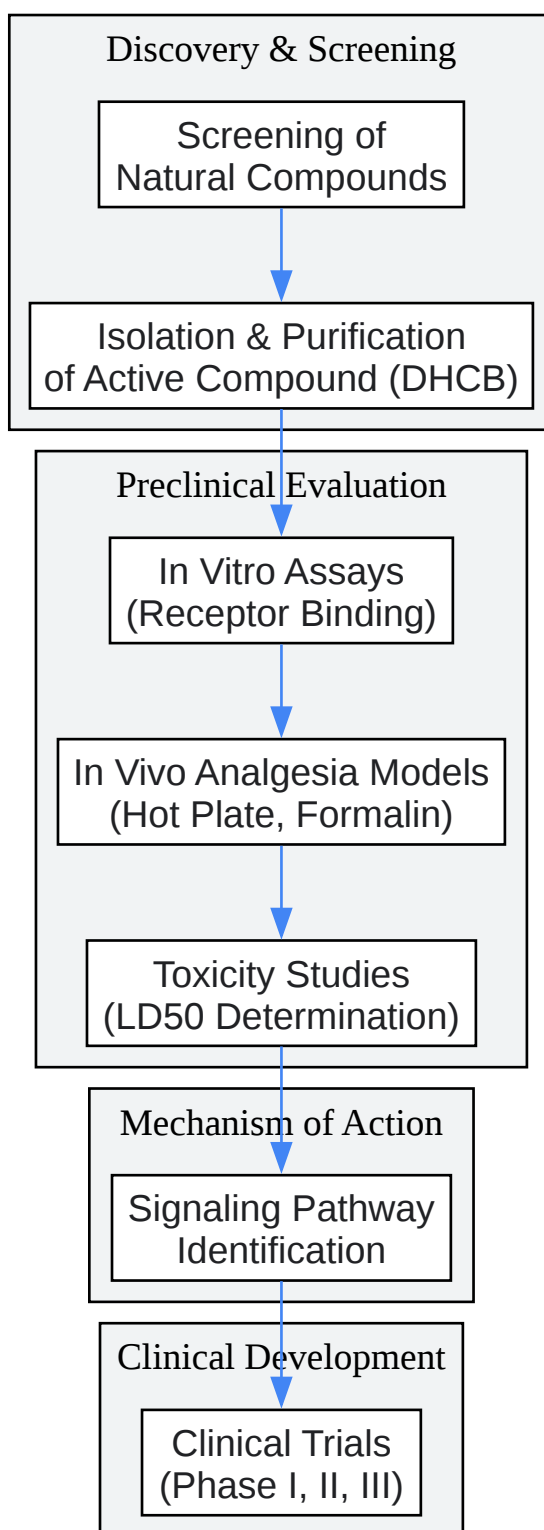 Discovery & Screening
Screening of
Natural Compounds
Isolation & Purification
of Active Compound (DHCB)
Preclinical Evaluation
In Vitro Assays
(Receptor Binding)
In Vivo Analgesia Models
(Hot Plate, Formalin)
Toxicity Studies
(LD50 Determination)
Mechanism of Action
Signaling Pathway
Identification
Clinical Development
Clinical Trials
(Phase I, II, III)